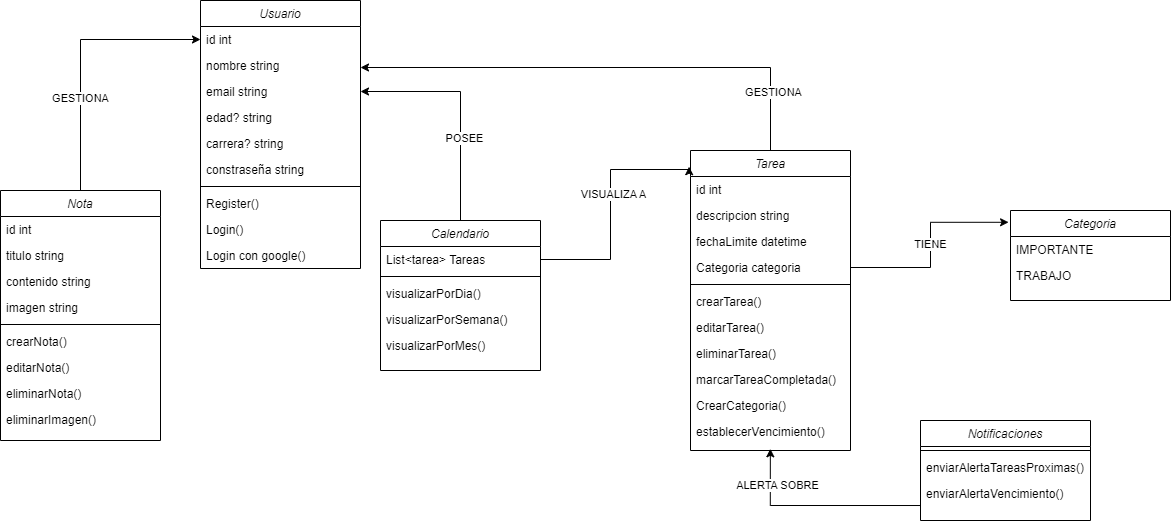 Usuario
id int
nombre string
email string
edad? string
carrera? string
constraseña string
Register()
Login()
Login con google()
GESTIONA
Nota
id int
titulo string
contenido string
imagen string
crearNota()
editarNota()
eliminarNota()
eliminarImagen()
POSEE
Calendario
List<tarea> Tareas
visualizarPorDia()
visualizarPorSemana()
visualizarPorMes()
VISUALIZA A
GESTIONA
Tarea
id int
descripcion string
fechaLimite datetime
Categoria categoria
crearTarea()
editarTarea()
eliminarTarea()
marcarTareaCompletada()
CrearCategoria()
establecerVencimiento()
TIENE
Categoria
IMPORTANTE
TRABAJO
ALERTA SOBRE
Notificaciones
enviarAlertaTareasProximas()
enviarAlertaVencimiento()